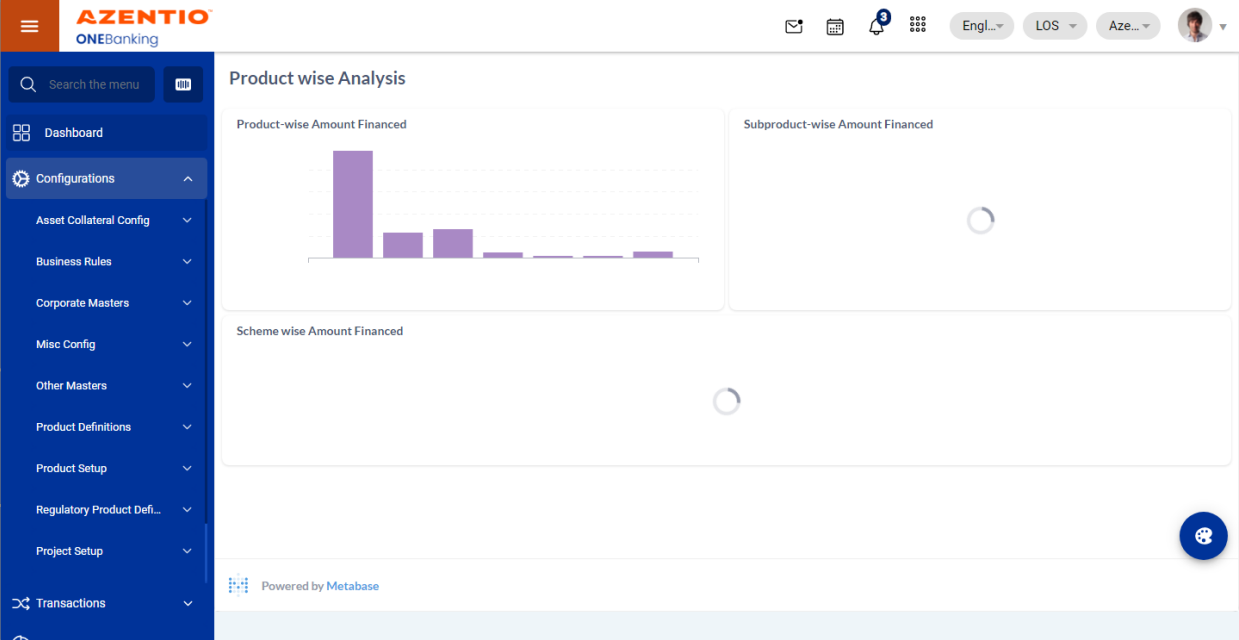 AZENTIO
ONEBanking
3
Engl...
LOS
Aze...
Search the menu
Dashboard
Configurations
Asset Collateral Config
Business Rules
Corporate Masters
Misc Config
Other Masters
Product Definitions
Product Setup
Regulatory Product Defi...
Project Setup
Transactions
Product wise Analysis
Product-wise Amount Financed
Subproduct-wise Amount Financed
Scheme wise Amount Financed
Powered by Metabase